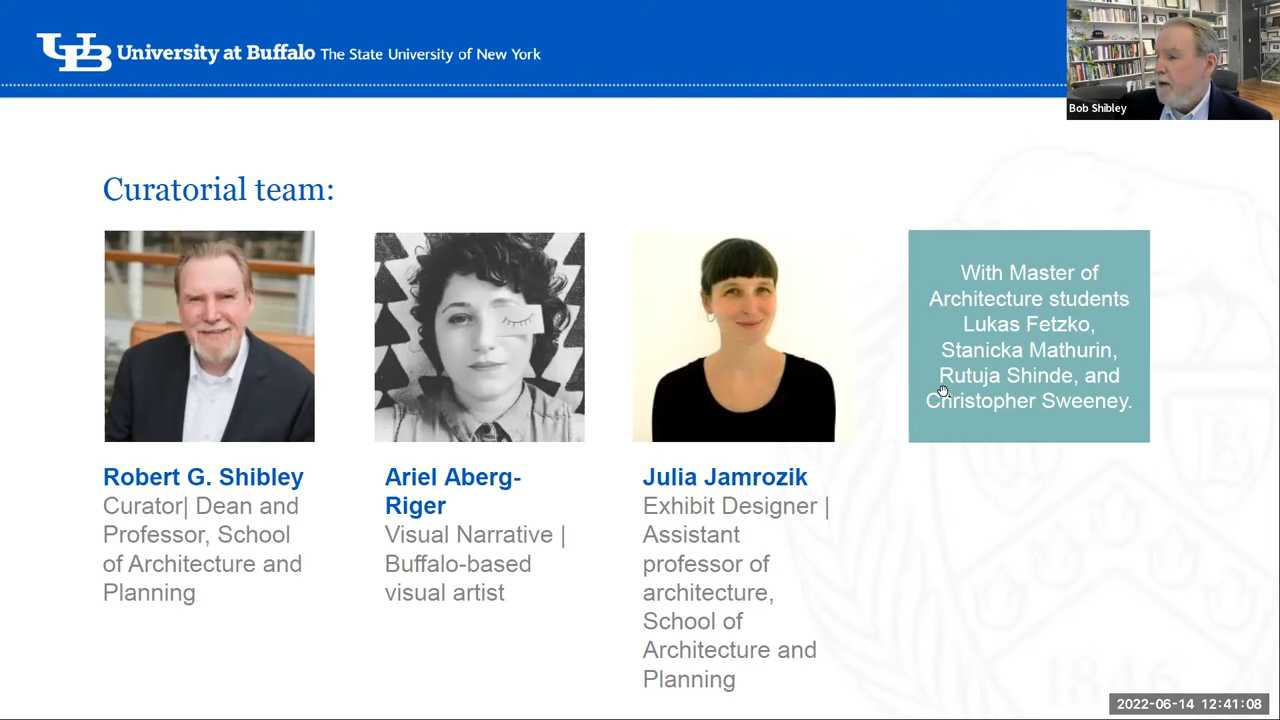 UB University at Buffalo The State University of New York
Bob Shibley
Curatorial team:
With Master of
Architecture students
Lukas Fetzko,
Stanicka Mathurin,
Rutuja Shinde, and
Christopher Sweeney.
Robert G. Shibley
Curator| Dean and
Professor, School
of Architecture and
Planning
Ariel Aberg-
Riger
Visual Narrative |
Buffalo-based
visual artist
Julia Jamrozik
Exhibit Designer |
Assistant
professor of
architecture,
School of
Architecture and
Planning
1846
2022-06-14 12:41:08